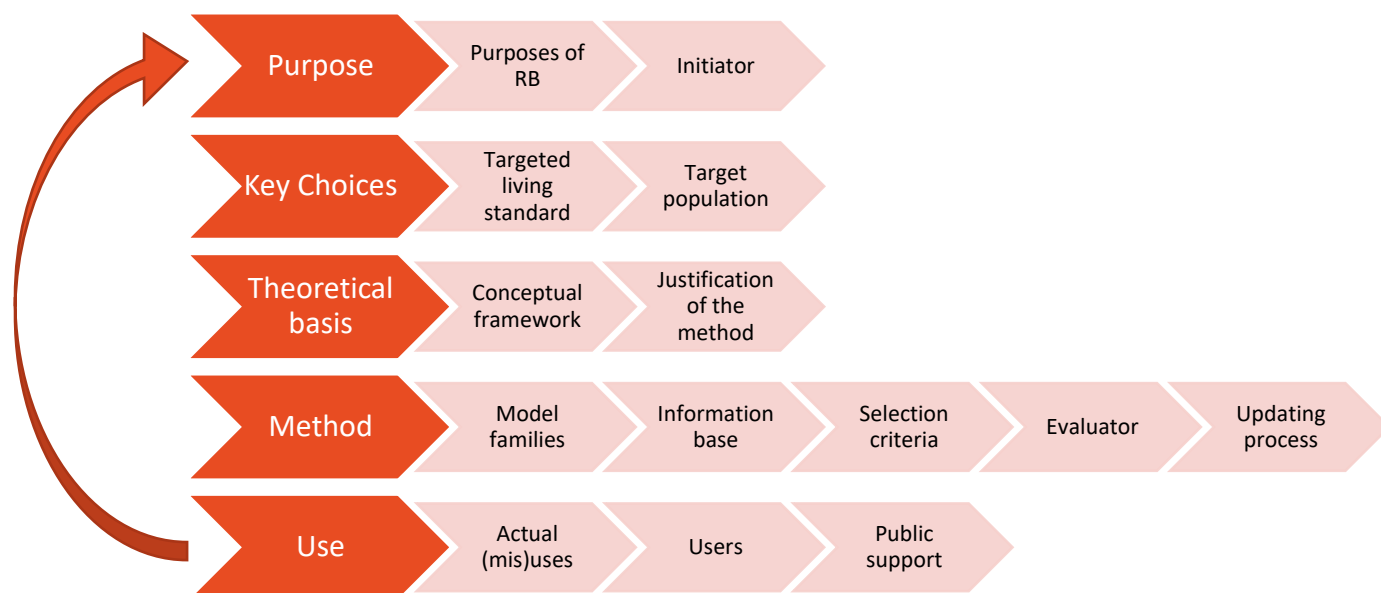 Purpose
Purposes of
RB
Initiator
Key Choices
Targeted
living
standard
Target
population
Theoretical
basis
Conceptual
framework
Justification
of the
method
Method
Model
families
Information
base
Selection
criteria
Evaluator
Updating
process
Use
Actual
(mis)uses
Users
Public
support